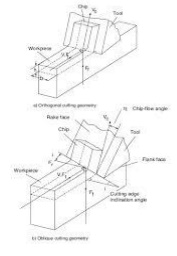 Chip
Tool
Workpiece
a) Orthogonal cutting geometry
Chip-flow angle
Rake face
Chip
Tool
Workpiece
Flank face
Cutting edge
inclination angle
b) Oblique cutting geometry